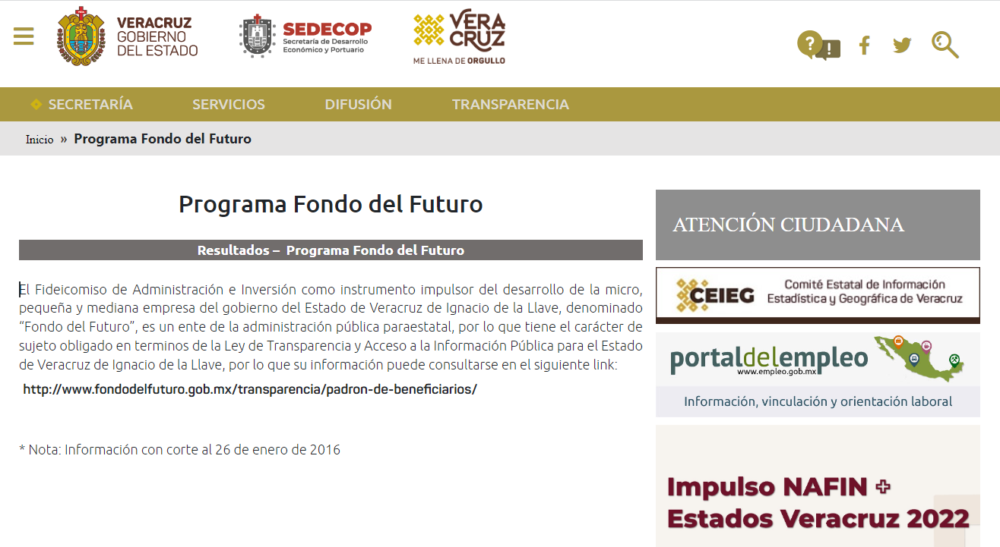 VERACRUZ
GOBIERNO
DEL ESTADO
SEDECOP
Secretaría de Desarrollo
Económico y Portuario
VERA
CRUZ
ME LLENA DE ORGULLO
? !
SECRETARÍA SERVICIOS DIFUSIÓN TRANSPARENCIA
Inicio » Programa Fondo del Futuro
Programa Fondo del Futuro
Resultados – Programa Fondo del Futuro
El Fideicomiso de Administración e Inversión como instrumento impulsor del desarrollo de la micro,
pequeña y mediana empresa del gobierno del Estado de Veracruz de Ignacio de la Llave, denominado
“Fondo del Futuro”, es un ente de la administración pública paraestatal, por lo que tiene el carácter de
sujeto obligado en terminos de la Ley de Transparencia y Acceso a la Información Pública para el Estado
de Veracruz de Ignacio de la Llave, por lo que su información puede consultarse en el siguiente link:
http://www.fondodelfuturo.gob.mx/transparencia/padron-de-beneficiarios/
* Nota: Información con corte al 26 de enero de 2016
ATENCIÓN CIUDADANA
CEIEG
Comité Estatal de Información
Estadística y Geográfica de Veracruz
portaldelempleo
www.empleo.gob.mx
Información, vinculación y orientación laboral
Impulso NAFIN +
Estados Veracruz 2022